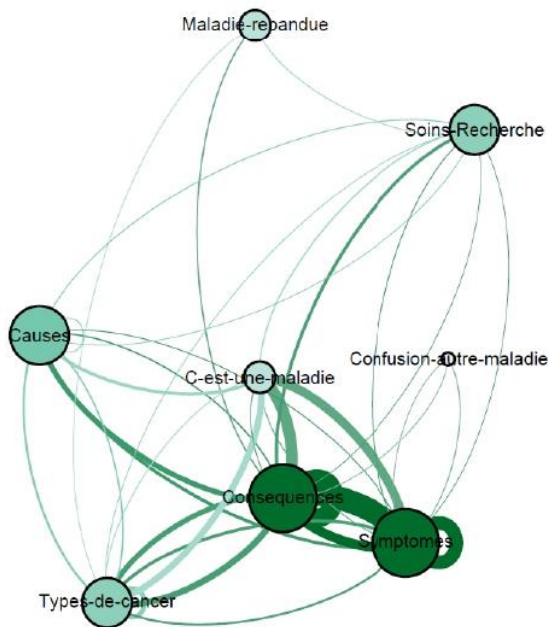 Maladie-repandue
Soins-Recherche
Causes
Confusion-autre-maladie
C-est-une-maladie
Consequences
Symptomes
Types-de-cancer